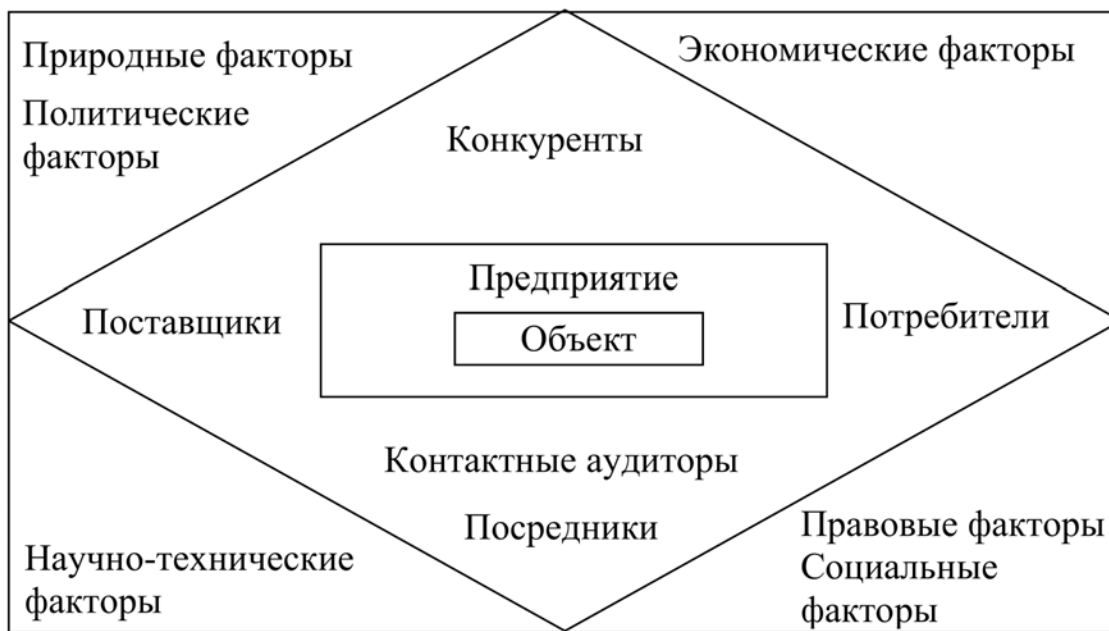 Природные факторы
Экономические факторы
Политические
факторы
Конкуренты
Предприятие
Поставщики
Объект
Потребители
Контактные аудиторы
Посредники
Правовые факторы
Социальные
факторы
Научно-технические
факторы